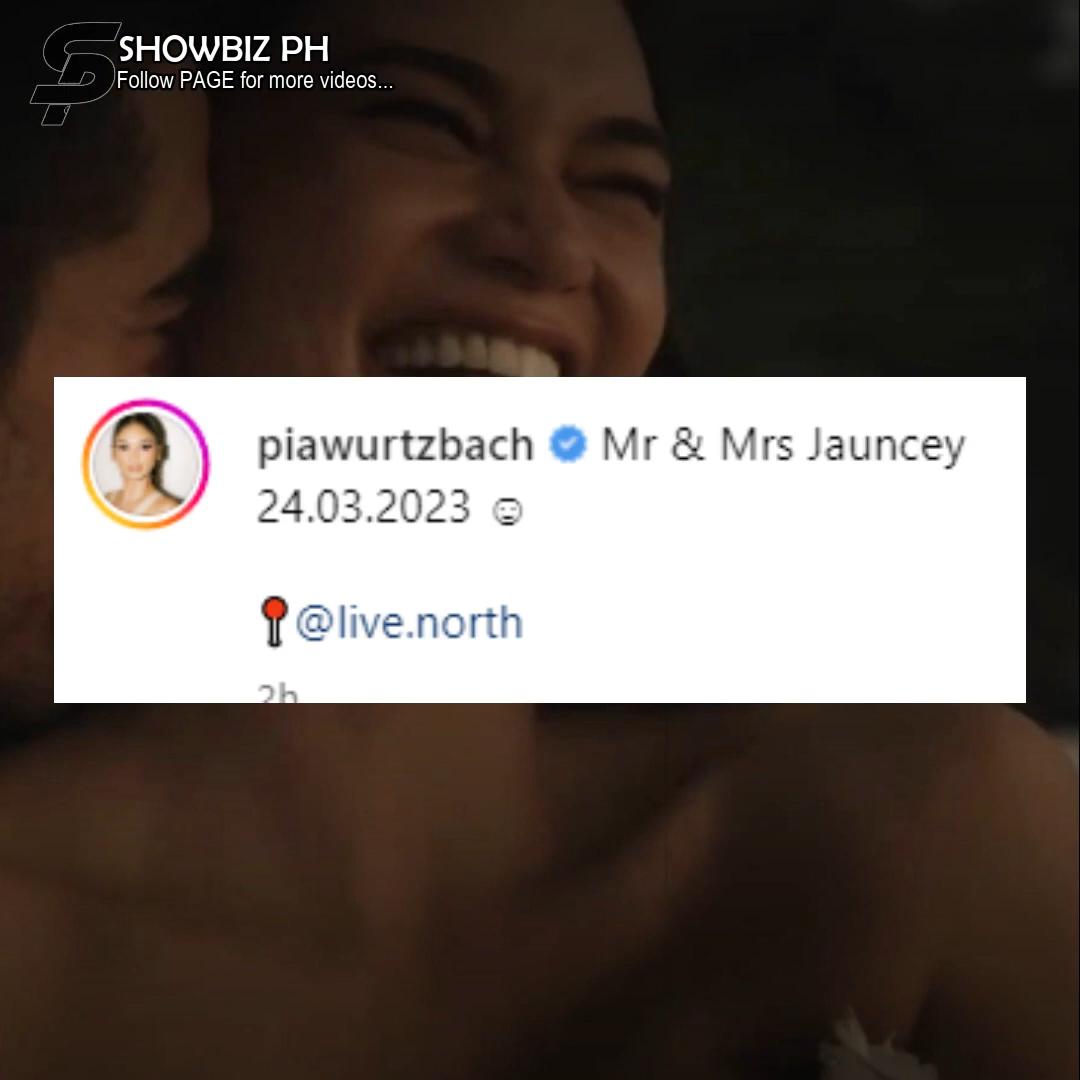 SHOWBIZ PH
Follow PAGE for more videos...
piawurtzbach Mr & Mrs Jauncey
24.03.2023 ☺
📍@live.north
2h